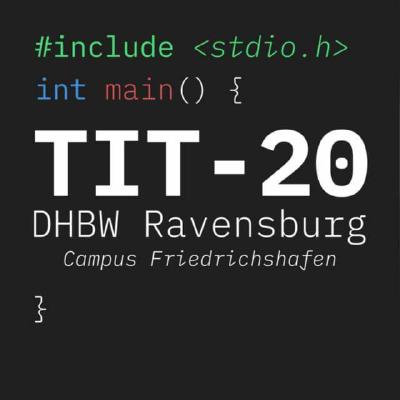 #include <stdio.h>
int main() {
TIT-20
DHBW Ravensburg
Campus Friedrichshafen
}